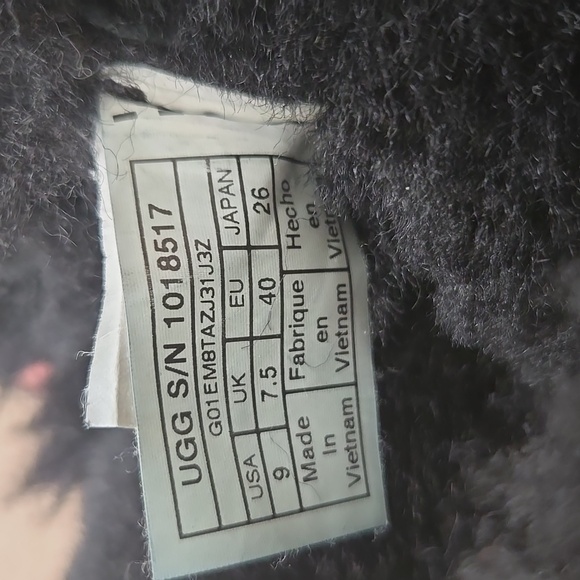 UGG S/N 1018517
G01EM8TAZJ31J3Z
USA UK EU JAPAN
9 7.5 40 26
Made Fabrique Hecho
In en en
Vietnam Vietnam